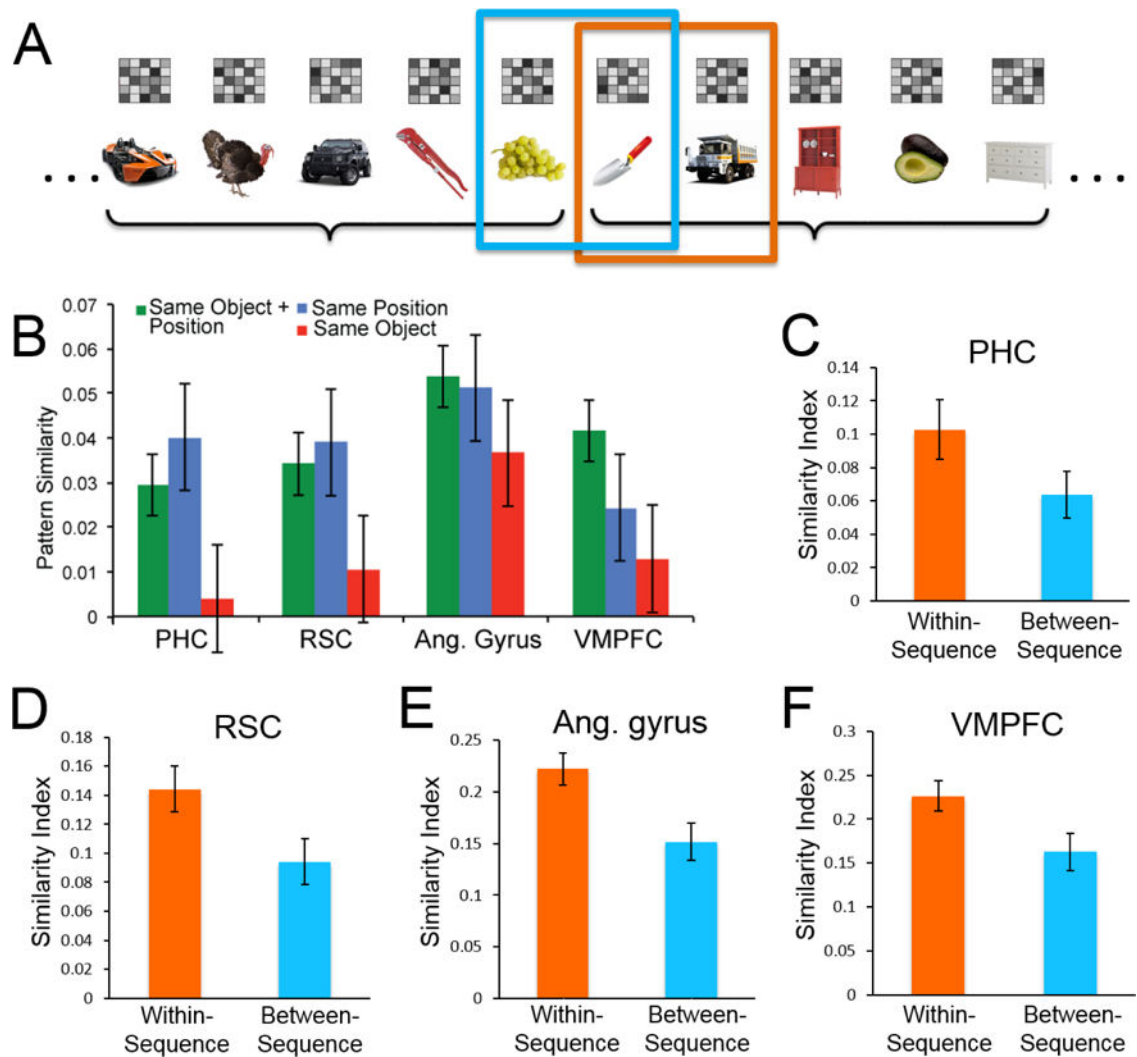 A
. . .
. . .
B
0.07
0.06
0.05
0.04
0.03
0.02
0.01
0
Pattern Similarity
Same Object +
Position
Same Position
Same Object
PHC
RSC
Ang. Gyrus
VMPFC
C
PHC
Similarity Index
0.14
0.12
0.1
0.08
0.06
0.04
0.02
0
Within-
Sequence
Between-
Sequence
D
RSC
Similarity Index
0.18
0.16
0.14
0.12
0.1
0.08
0.06
0.04
0.02
0
Within-
Sequence
Between-
Sequence
E
Ang. gyrus
Similarity Index
0.25
0.2
0.15
0.1
0.05
0
Within-
Sequence
Between-
Sequence
F
VMPFC
Similarity Index
0.3
0.25
0.2
0.15
0.1
0.05
0
Within-
Sequence
Between-
Sequence